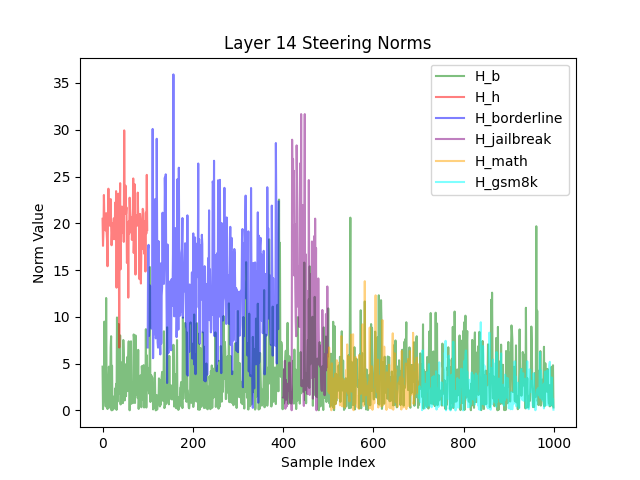 Layer 14 Steering Norms
H_b
H_h
H_borderline
H_jailbreak
H_math
H_gsm8k
Norm Value
35
30
25
20
15
10
5
0
0 200 400 600 800 1000
Sample Index